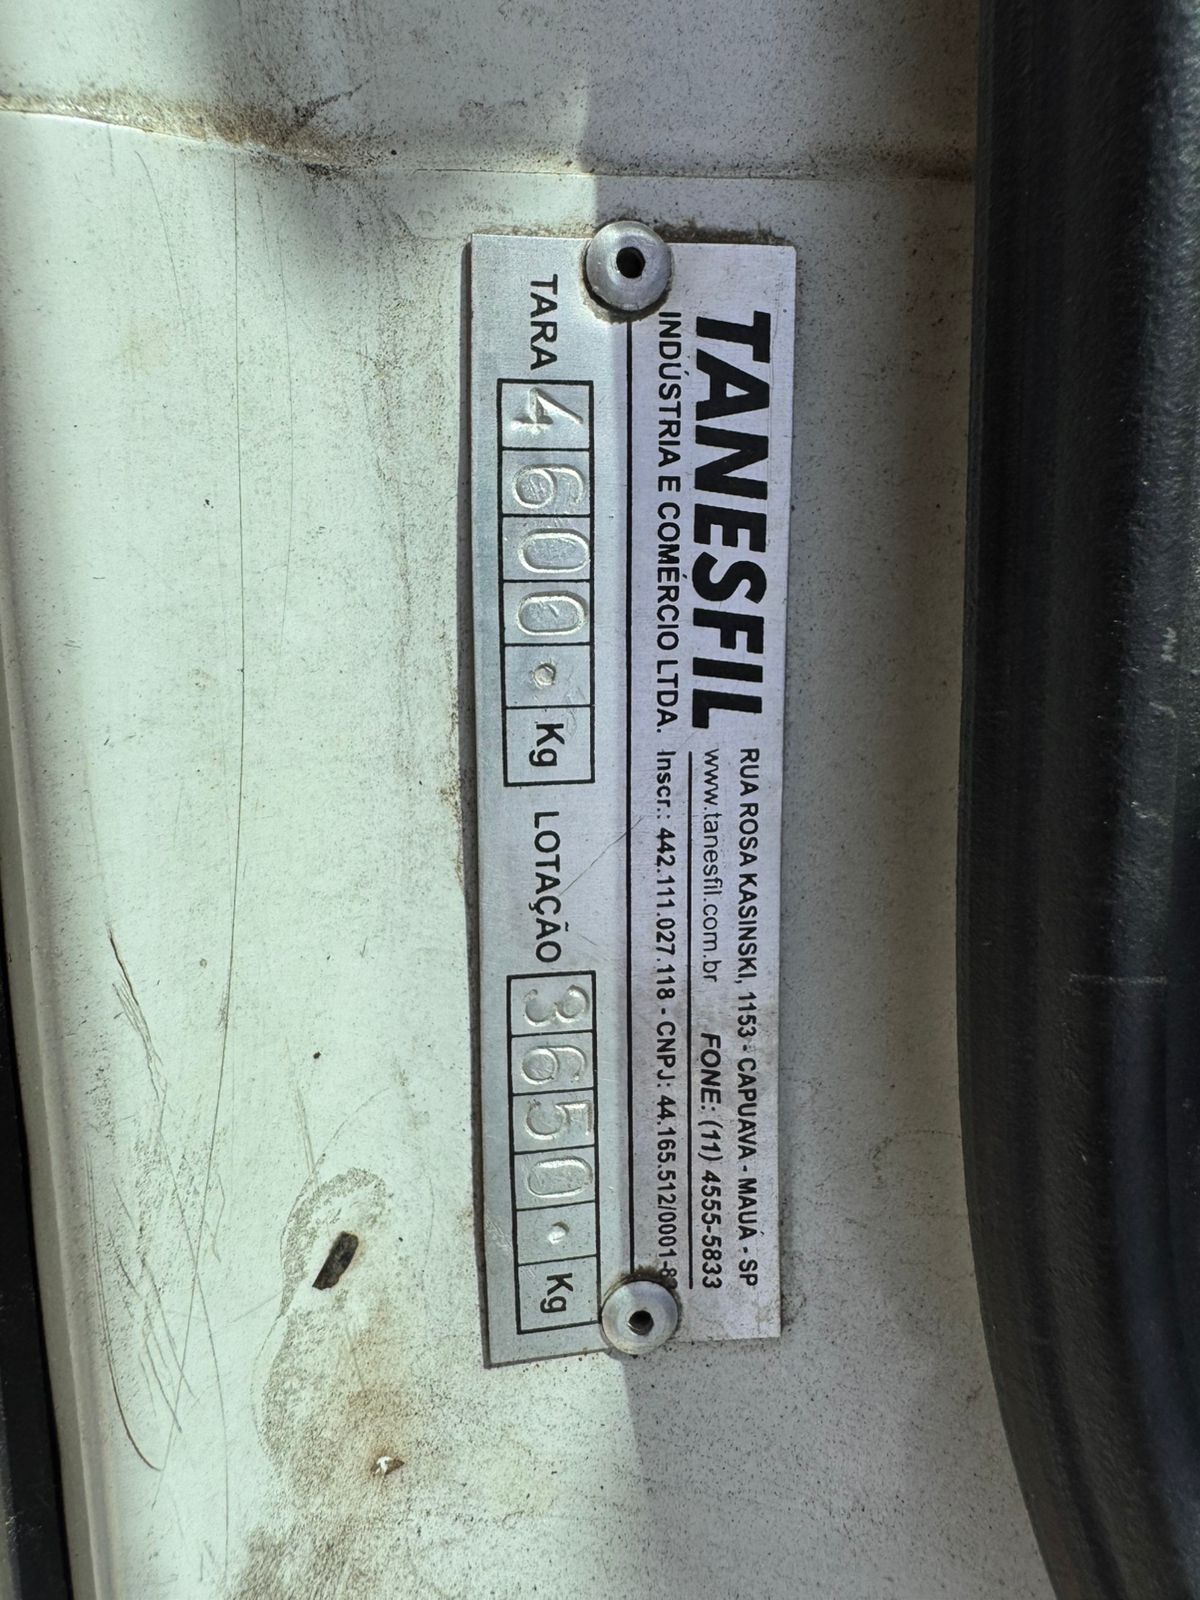 TANESFIL
RUA ROSA KASINSKI, 1153 - CAPUAVA - MAUÁ - SP
www.tanesfil.com.br FONE: (11) 4555-5833
INDÚSTRIA E COMÉRCIO LTDA. Inscr.: 442.111.027.118 - CNPJ: 44.165.512/0001-
TARA 4600. Kg LOTAÇÃO 3650. Kg